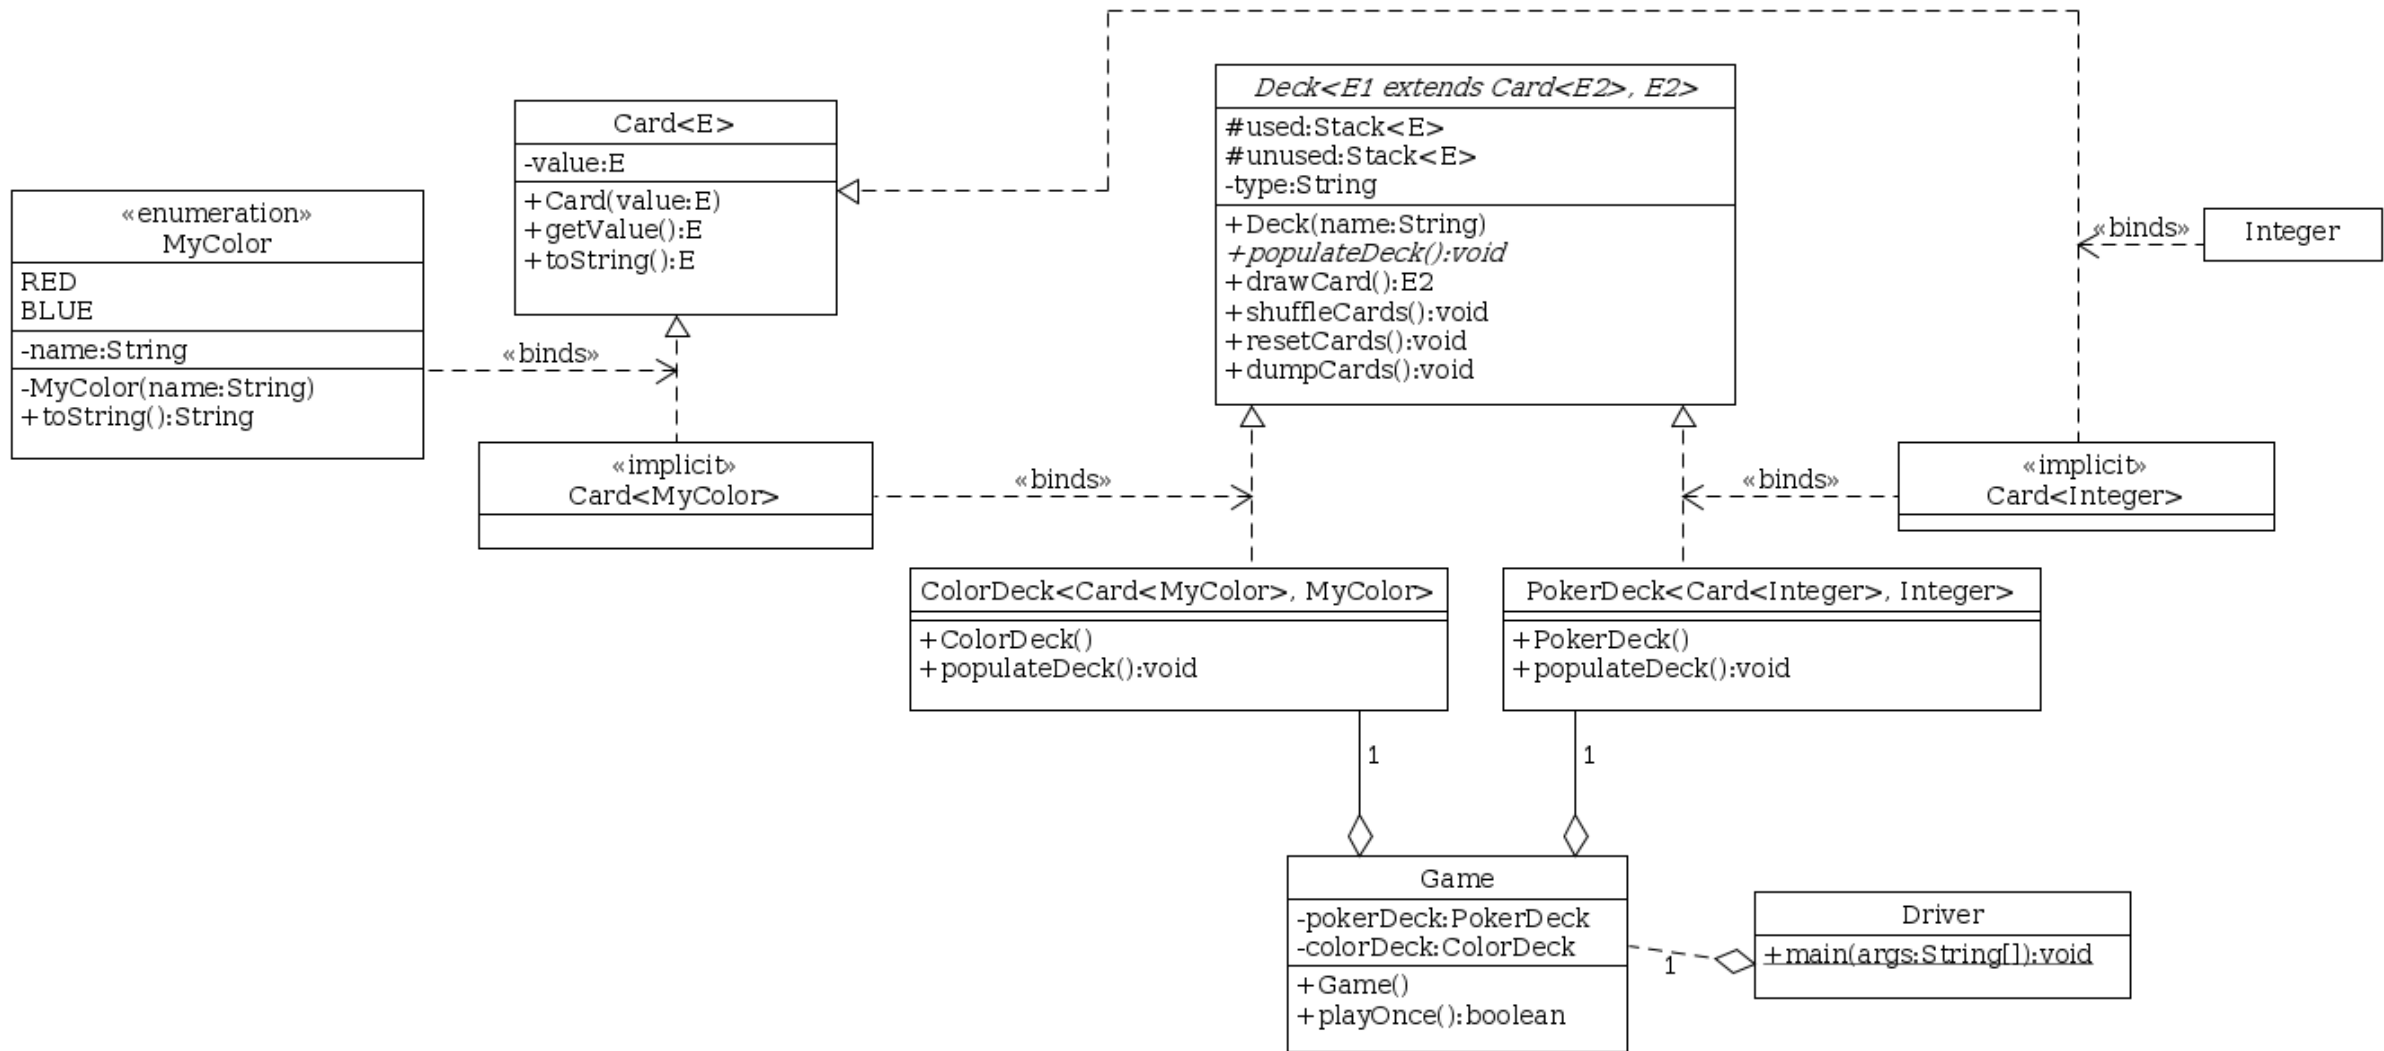 Deck<E1 extends Card<E2>, E2>
#used:Stack<E>
#unused:Stack<E>
-type:String
+Deck(name:String)
+populateDeck():void
+drawCard():E2
+shuffleCards():void
+resetCards():void
+dumpCards():void
Card<E>
-value:E
+Card(value:E)
+getValue():E
+toString():E
«enumeration»
MyColor
RED
BLUE
-name:String
-MyColor(name:String)
+toString():String
«binds»
«binds»
Integer
«implicit»
Card<MyColor>
«binds»
«binds»
«implicit»
Card<Integer>
ColorDeck<Card<MyColor>, MyColor>
+ColorDeck()
+populateDeck():void
PokerDeck<Card<Integer>, Integer>
+PokerDeck()
+populateDeck():void
1
1
Game
-pokerDeck:PokerDeck
-colorDeck:ColorDeck
+Game()
+playOnce():boolean
1
Driver
+main(args:String[]):void